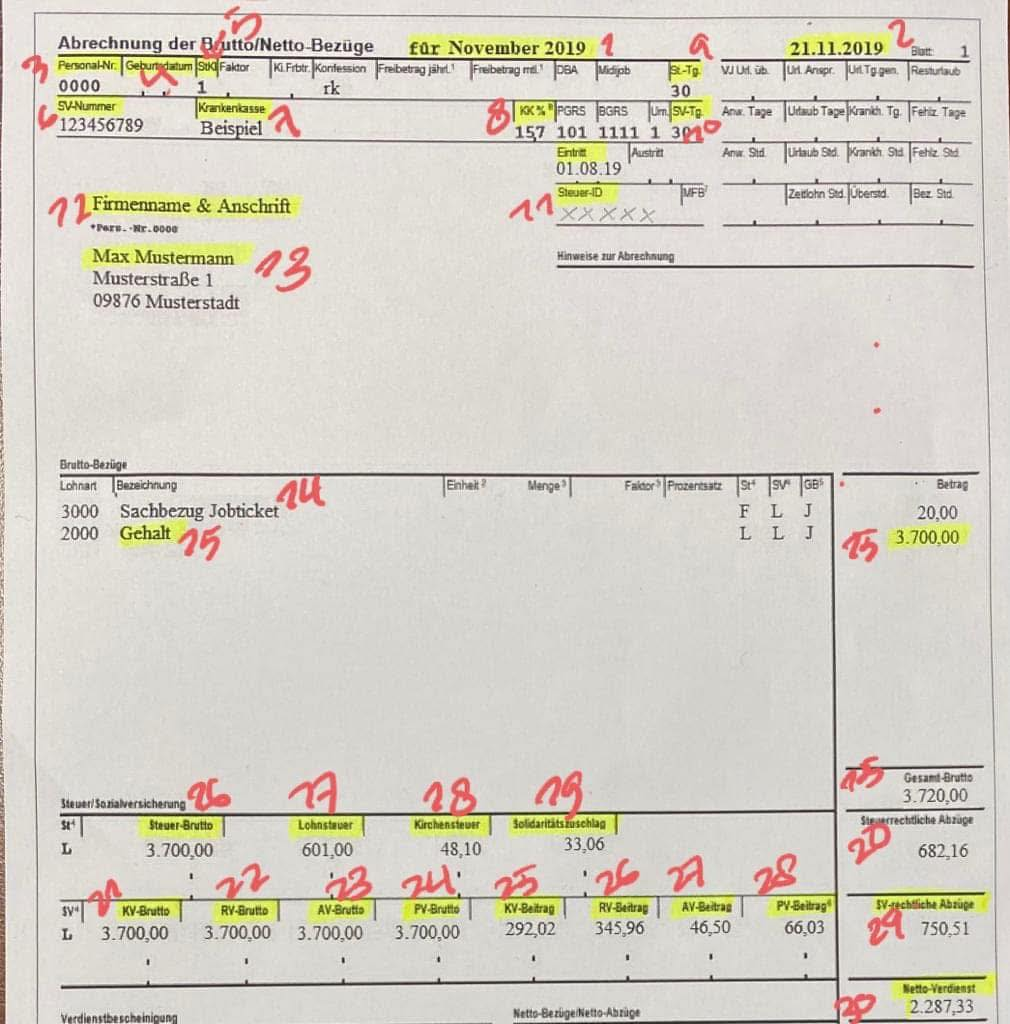 Abrechnung der Brutto/Netto-Bezüge für November 2019 1 21.11.2019 2 Blatt: 1
3 Personal-Nr. Geburtsdatum StKl Faktor Ki.Frbtr. Konfession Freibetrag jährl.¹ Freibetrag mtl.¹ DBA Midijob St.-Tg. 9 VJ Url. üb. Url. Anspr. Url.Tg.gen. Resturlaub
4 5
0000 1 rk 30
6 SV-Nummer Krankenkasse 7 8 KK % PGRS BGRS Um. SV-Tg. 10 Anw. Tage Urlaub Tage Krankh. Tg. Fehlz. Tage
123456789 Beispiel 157 101 1111 1 30
Eintritt Austritt Anw. Std. Urlaub Std. Krankh. Std. Fehlz. Std.
01.08.19
11 Steuer-ID MFB⁷ Zeitlohn Std. Überstd. Bez. Std.
XXXXX
12 Firmenname & Anschrift
*Pers.-Nr.0000
Hinweise zur Abrechnung
Max Mustermann 13
Musterstraße 1
09876 Musterstadt
Brutto-Bezüge
Lohnart Bezeichnung Einheit² Menge³ Faktor³ Prozentsatz St⁴ SV⁴ GB⁵ Betrag
3000 Sachbezug Jobticket 14 F L J 20,00
2000 Gehalt 15 L L J 15 3.700,00
15 Gesamt-Brutto
3.720,00
Steuer/Sozialversicherung 26 17 18 19
St⁴ Steuer-Brutto Lohnsteuer Kirchensteuer Solidaritätszuschlag Steuerrechtliche Abzüge
L 3.700,00 601,00 48,10 33,06 20 682,16
21 22 23 24 25 26 27 28
SV⁴ KV-Brutto RV-Brutto AV-Brutto PV-Brutto KV-Beitrag RV-Beitrag AV-Beitrag PV-Beitrag⁶ SV-rechtliche Abzüge
L 3.700,00 3.700,00 3.700,00 3.700,00 292,02 345,96 46,50 66,03 29 750,51
Netto-Verdienst
30 2.287,33
Verdienstbescheinigung Netto-Bezüge/Netto-Abzüge